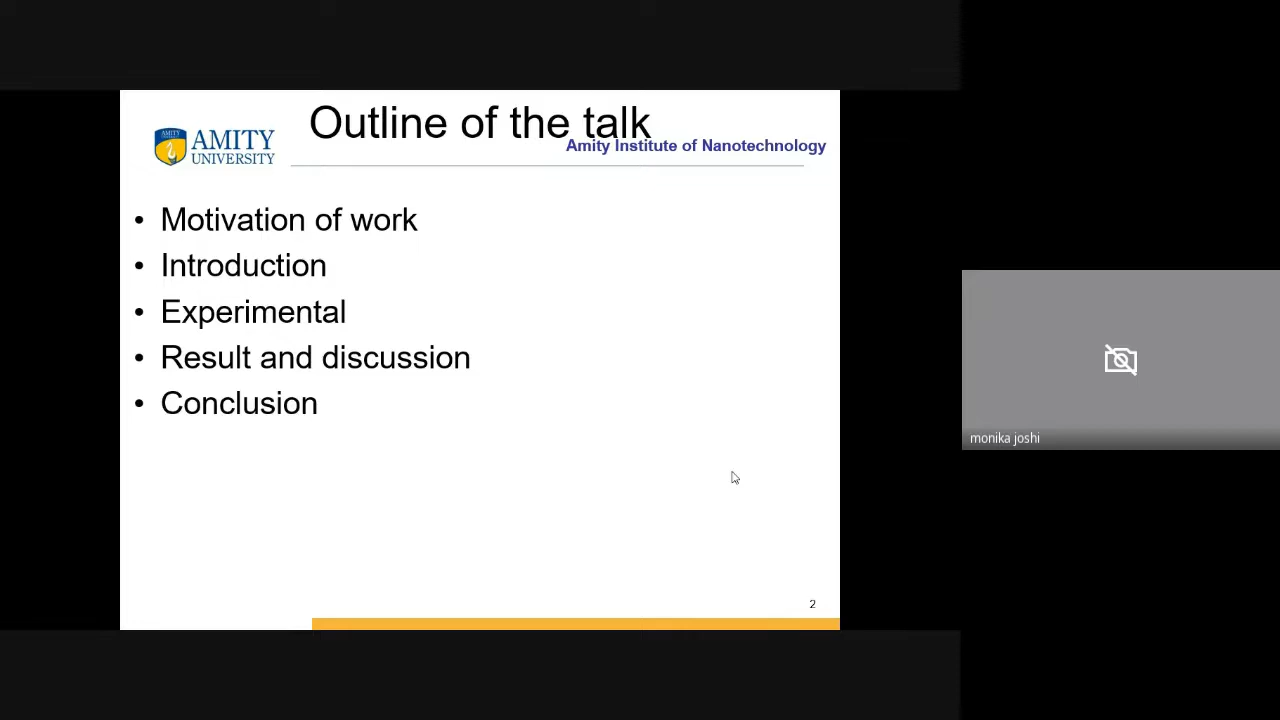 Outline of the talk
AMITY
AMITY
UNIVERSITY
Amity Institute of Nanotechnology
• Motivation of work
• Introduction
• Experimental
• Result and discussion
• Conclusion
monika joshi
2